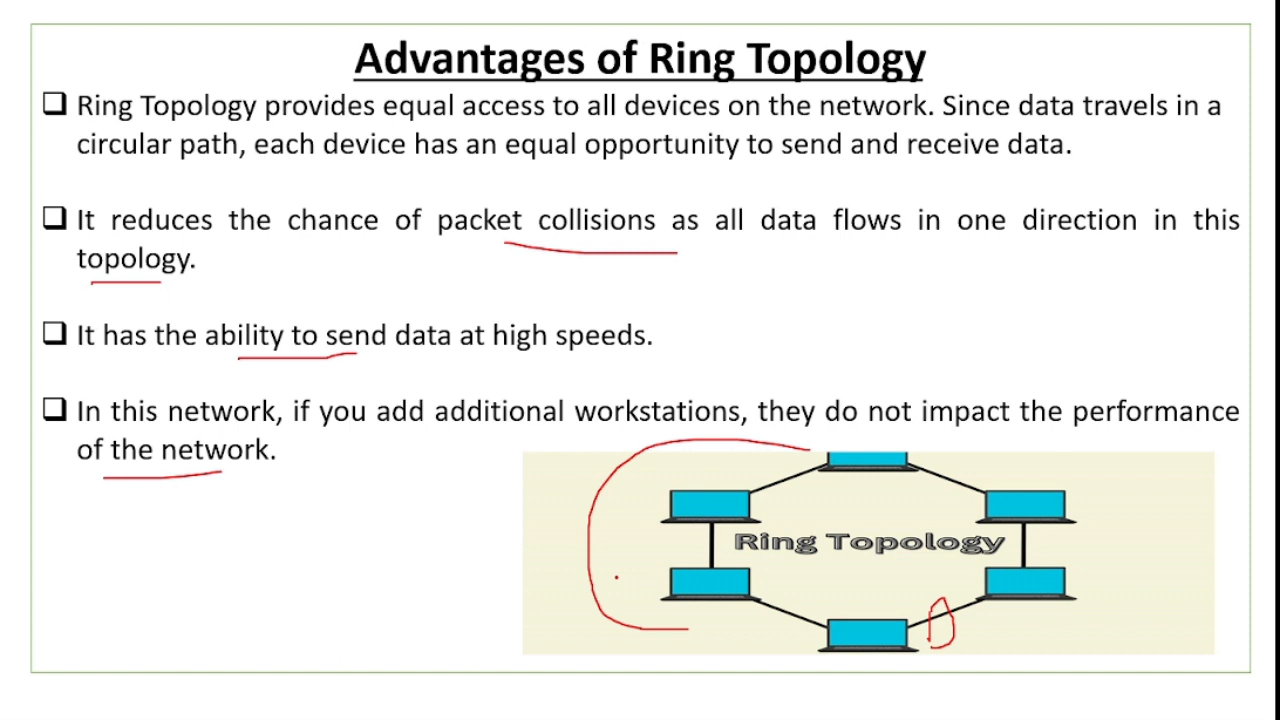 Advantages of Ring Topology
❑ Ring Topology provides equal access to all devices on the network. Since data travels in a
circular path, each device has an equal opportunity to send and receive data.
❑ It reduces the chance of packet collisions as all data flows in one direction in this
topology.
❑ It has the ability to send data at high speeds.
❑ In this network, if you add additional workstations, they do not impact the performance
of the network.
Ring Topology